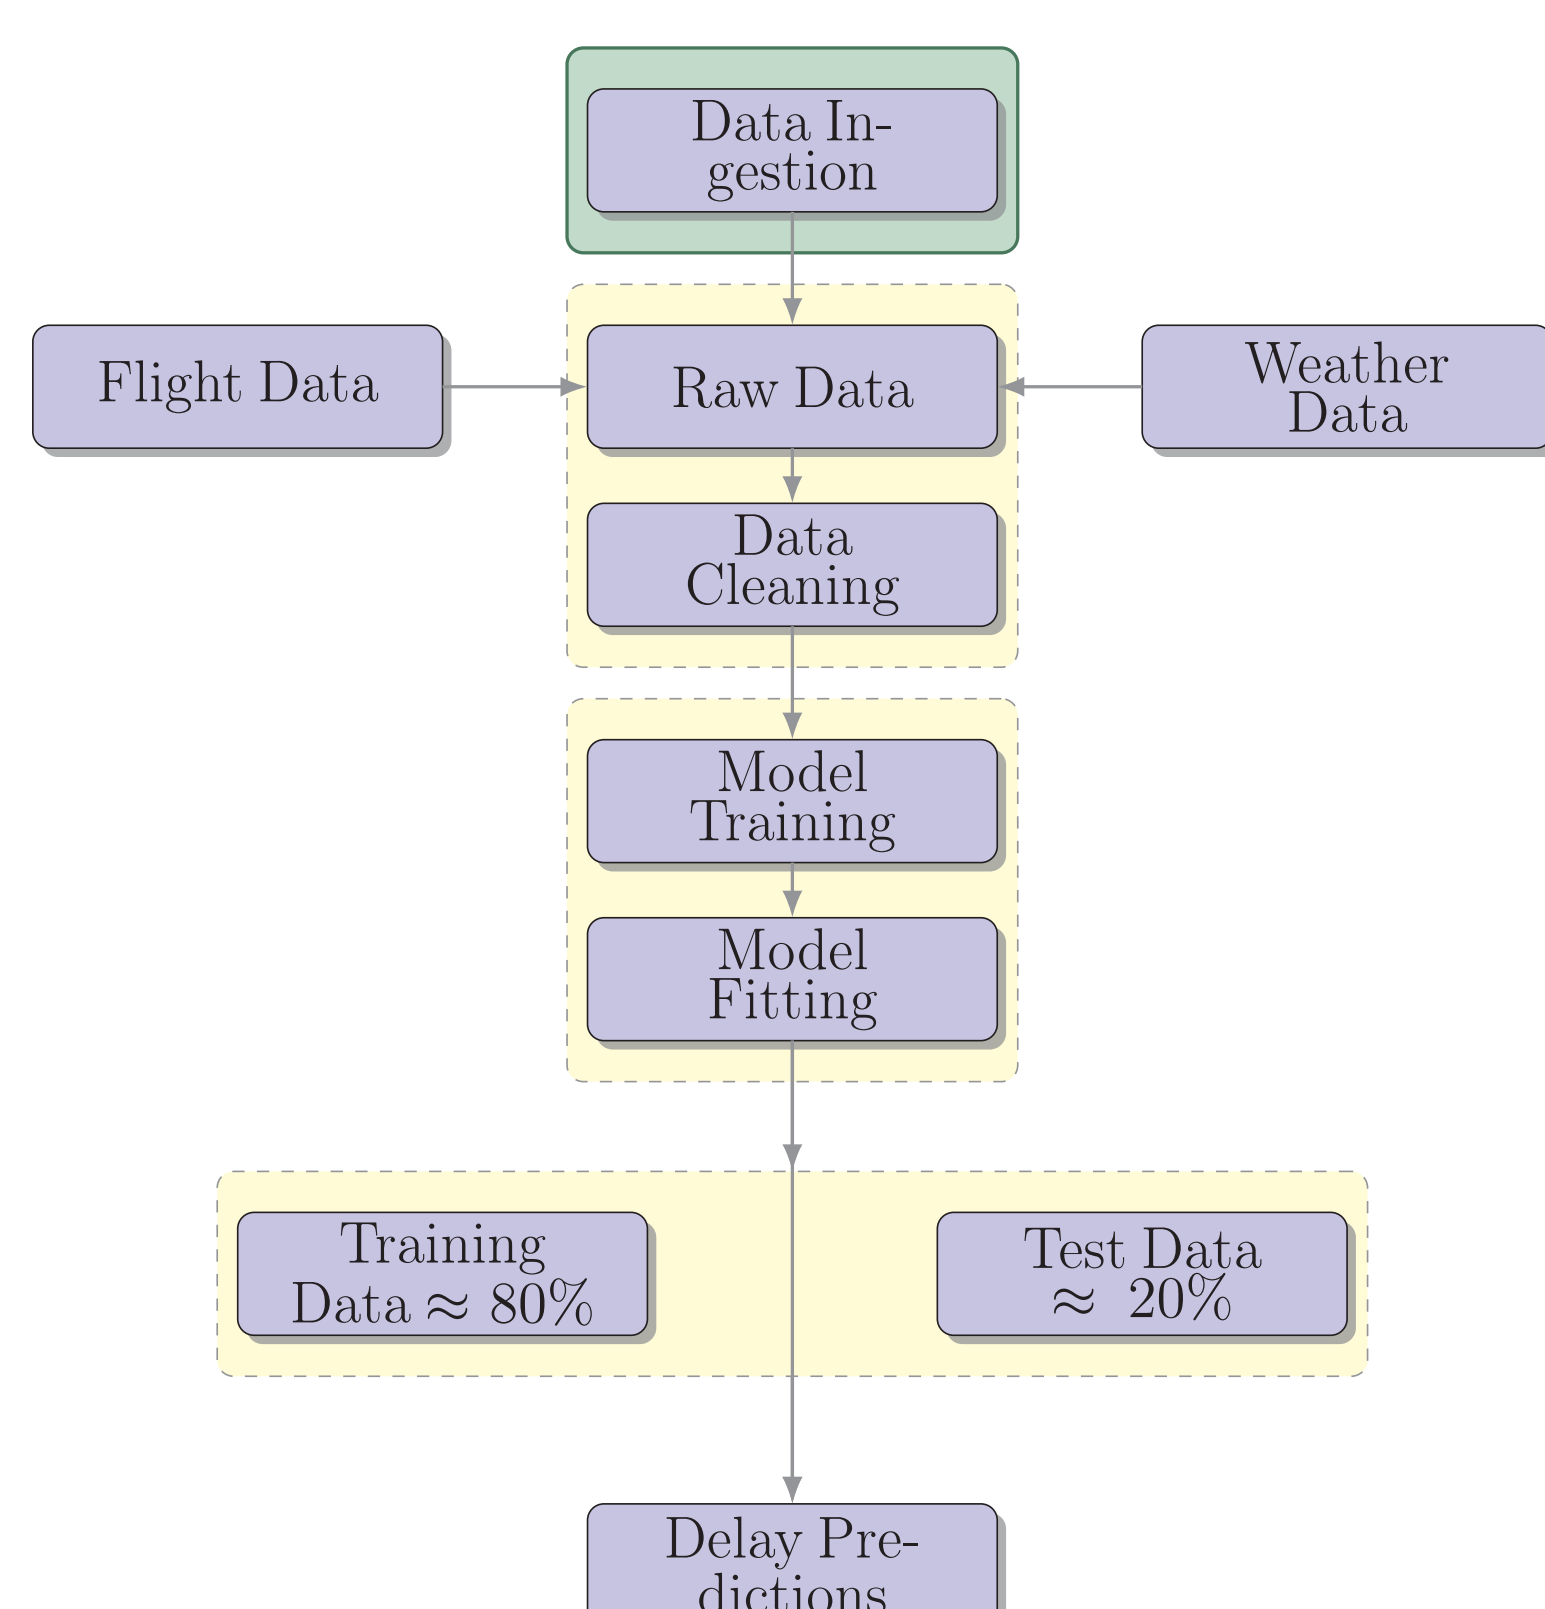 Data In-
gestion
Flight Data
Raw Data
Weather
Data
Data
Cleaning
Model
Training
Model
Fitting
Training
Data ≈ 80%
Test Data
≈ 20%
Delay Pre-
dictions